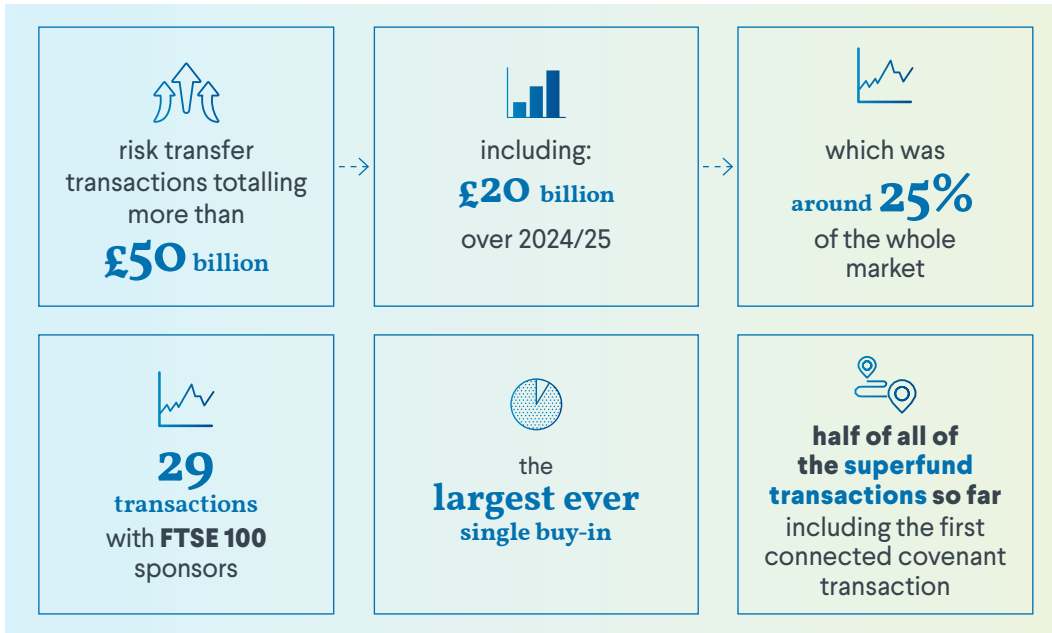 risk transfer
transactions totalling
more than
£50 billion
including:
£20 billion
over 2024/25
which was
around 25%
of the whole
market
29
transactions
with FTSE 100
sponsors
the
largest ever
single buy-in
half of all of
the superfund
transactions so far
including the first
connected covenant
transaction